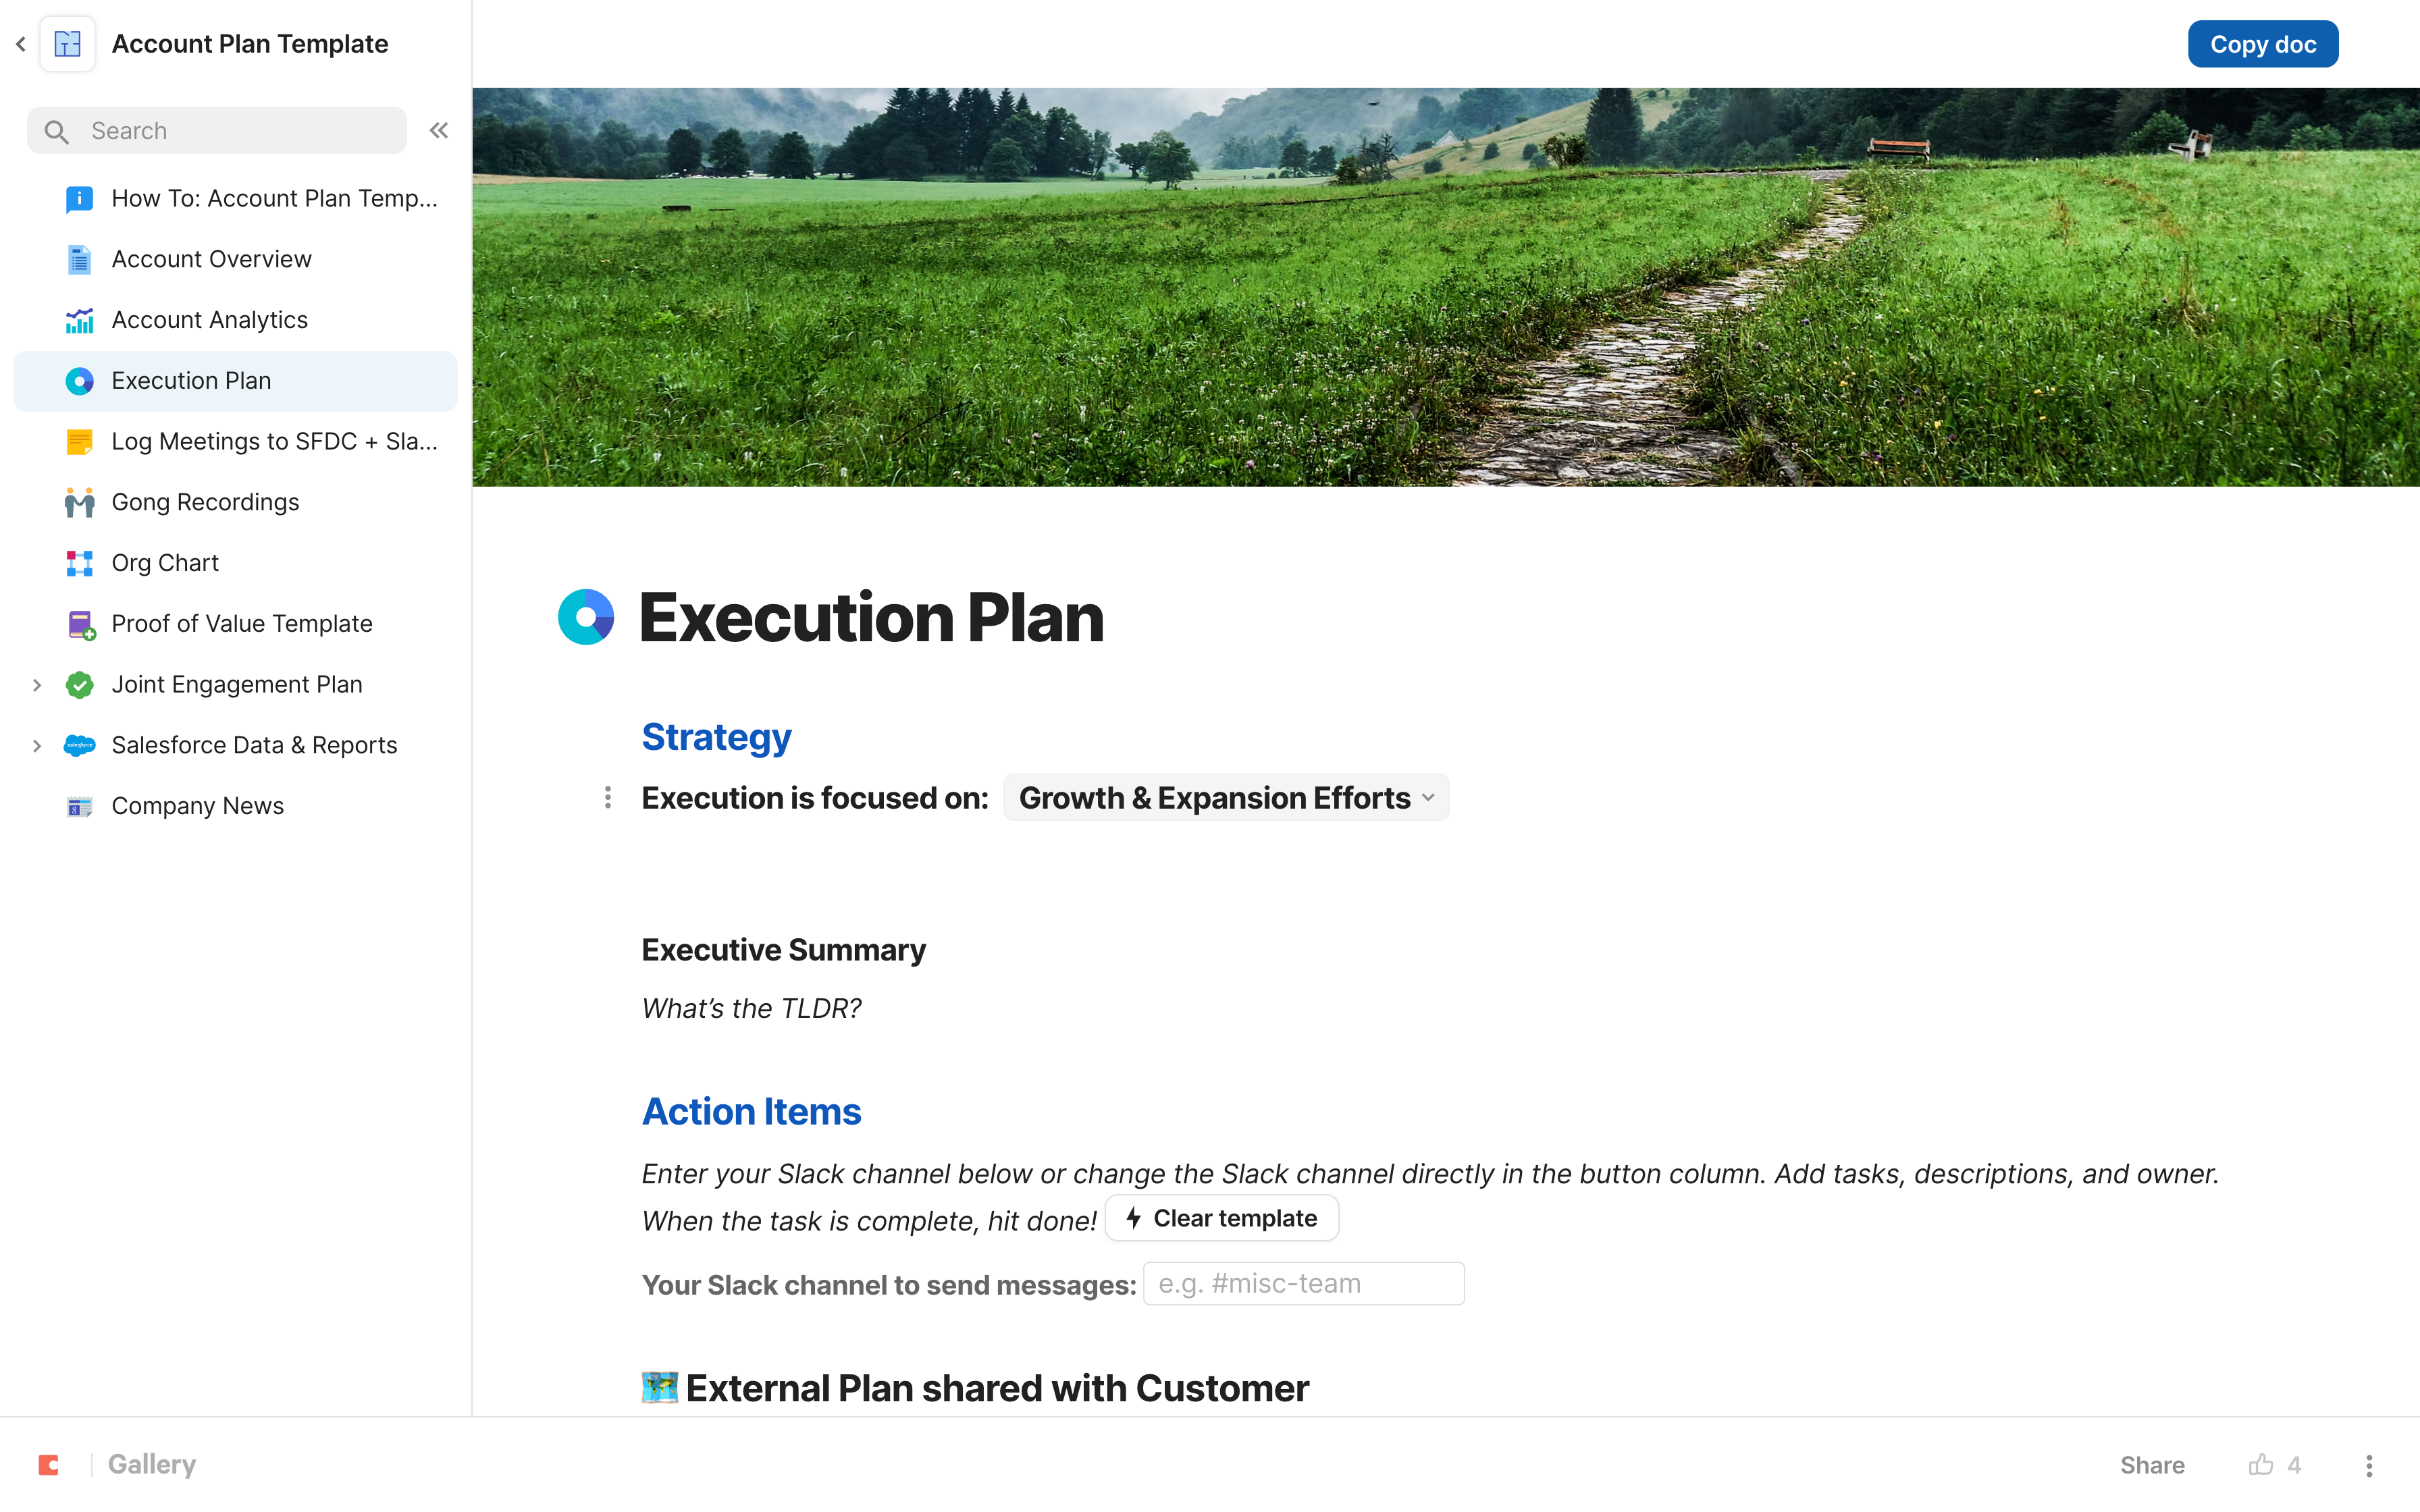 Account Plan Template
Copy doc
Search
How To: Account Plan Temp...
Account Overview
Account Analytics
Execution Plan
Log Meetings to SFDC + Sla...
Gong Recordings
Org Chart
Proof of Value Template
Joint Engagement Plan
Salesforce Data & Reports
Company News
Execution Plan
Strategy
Execution is focused on: Growth & Expansion Efforts
Executive Summary
What's the TLDR?
Action Items
Enter your Slack channel below or change the Slack channel directly in the button column. Add tasks, descriptions, and owner.
When the task is complete, hit done! Clear template
Your Slack channel to send messages: e.g. #misc-team
External Plan shared with Customer
Gallery
Share
4